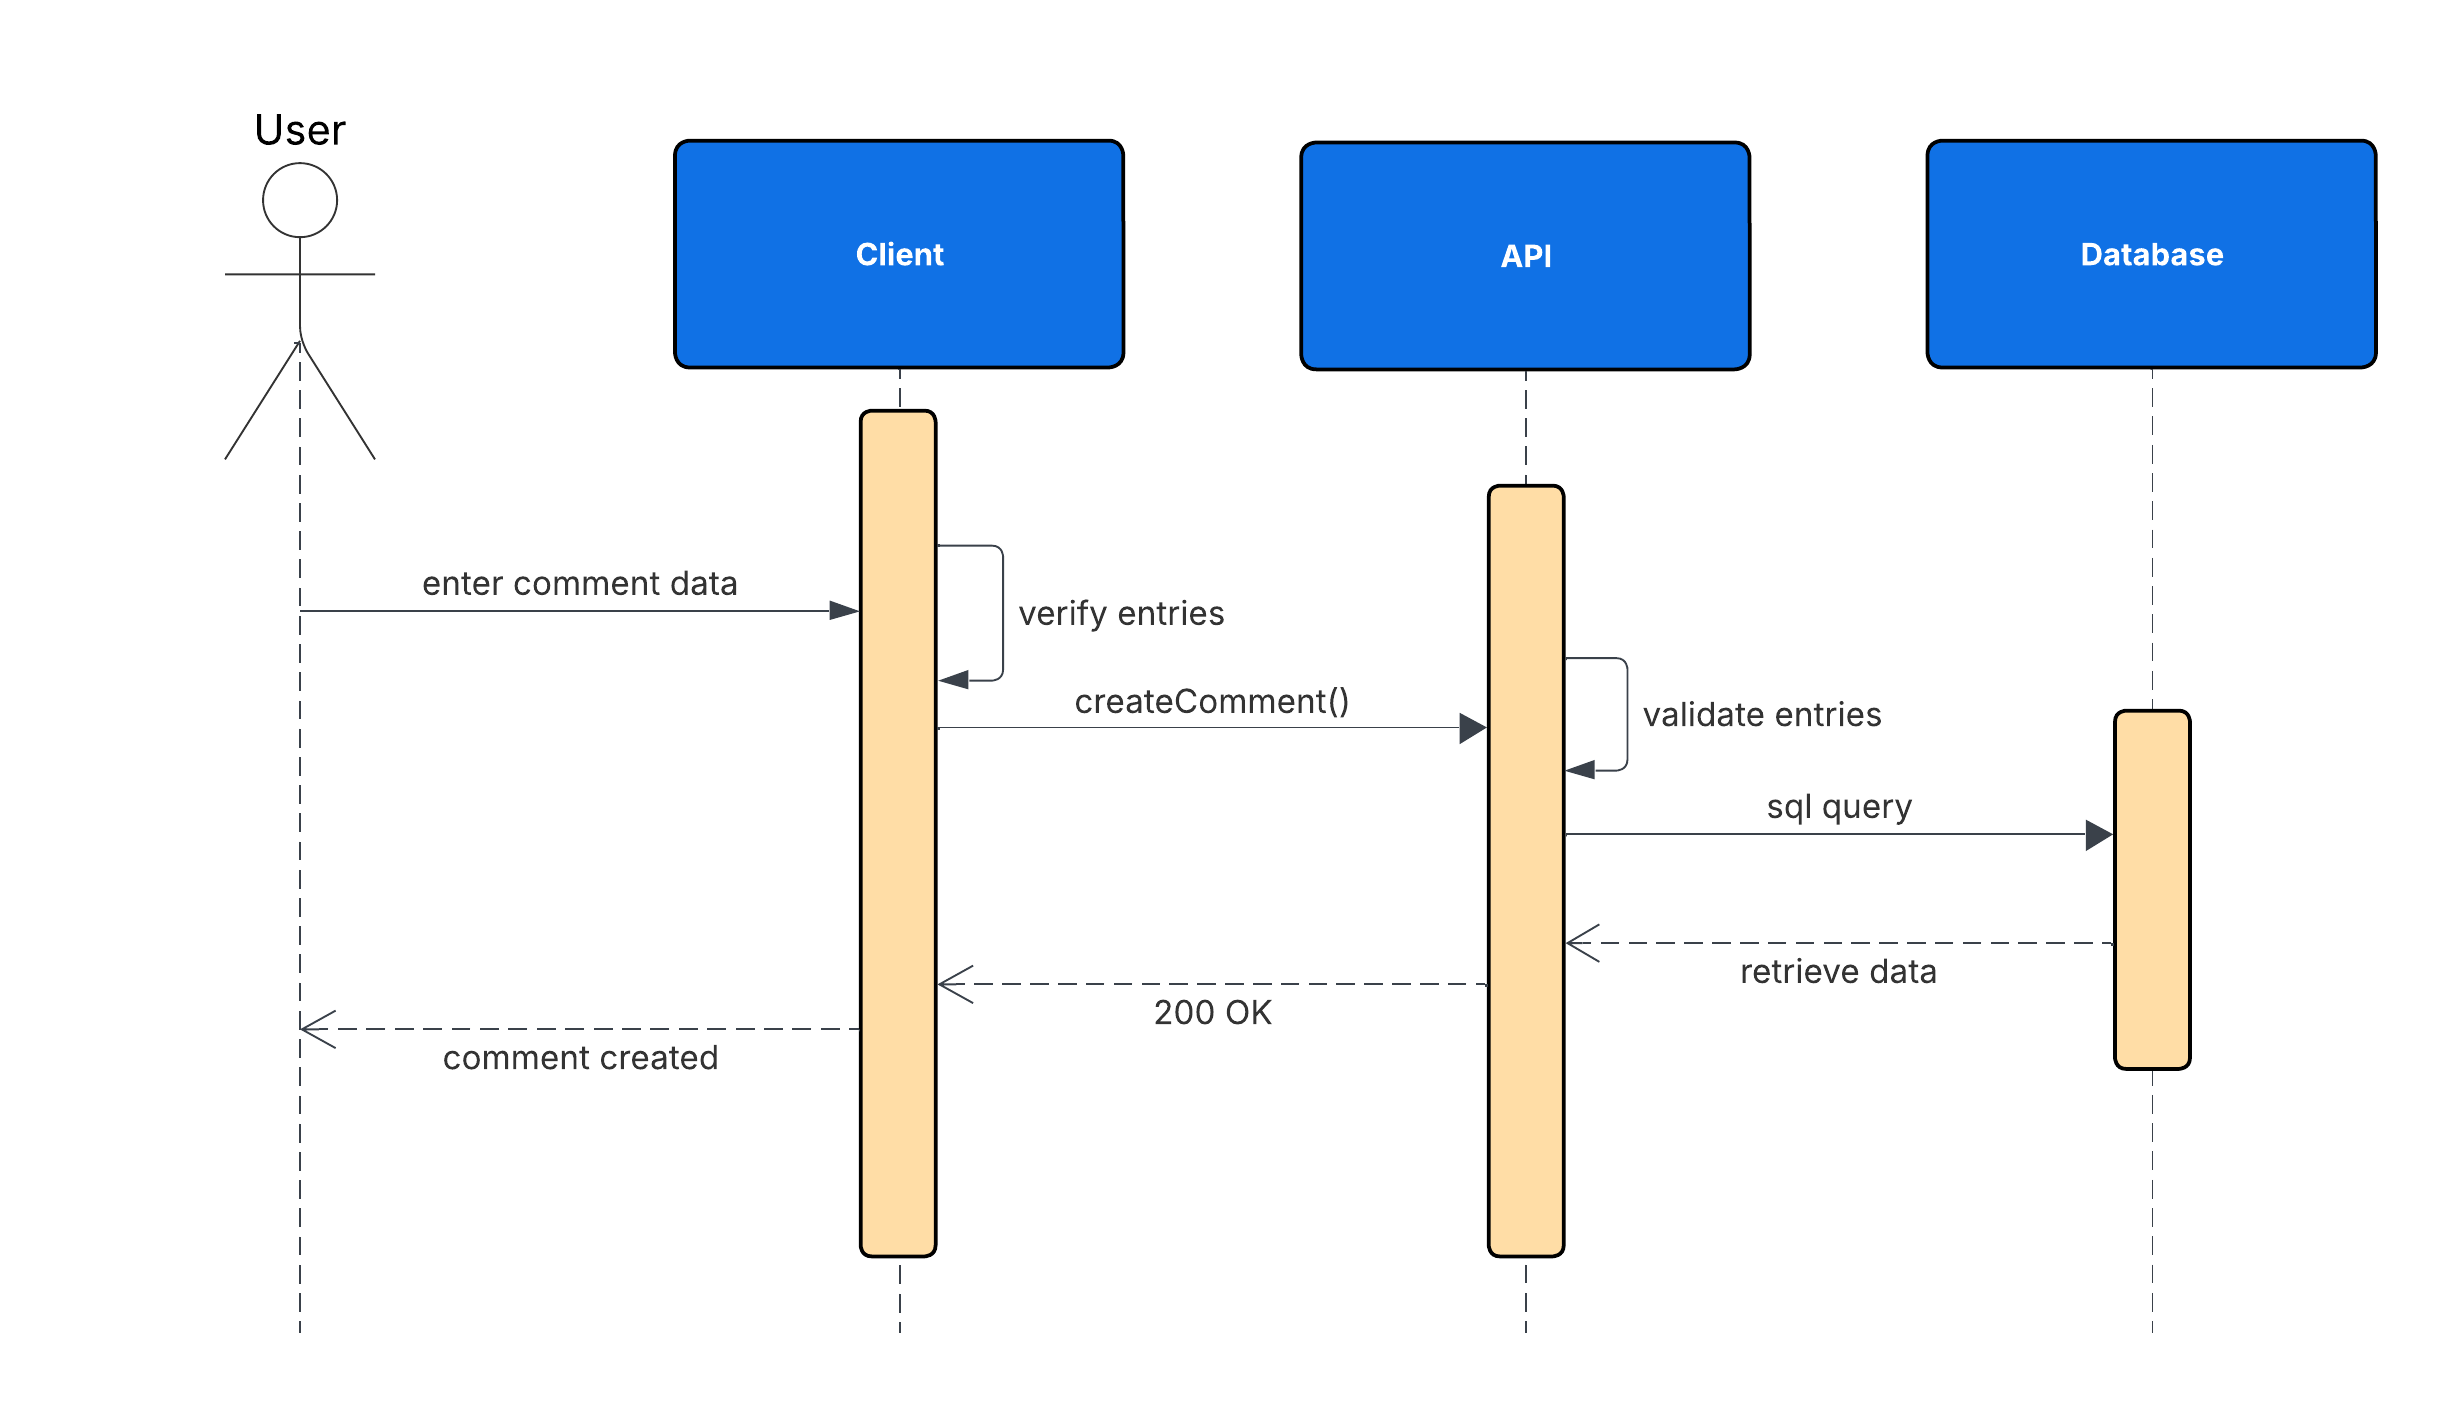 User
Client
API
Database
enter comment data
verify entries
createComment()
validate entries
sql query
retrieve data
200 OK
comment created